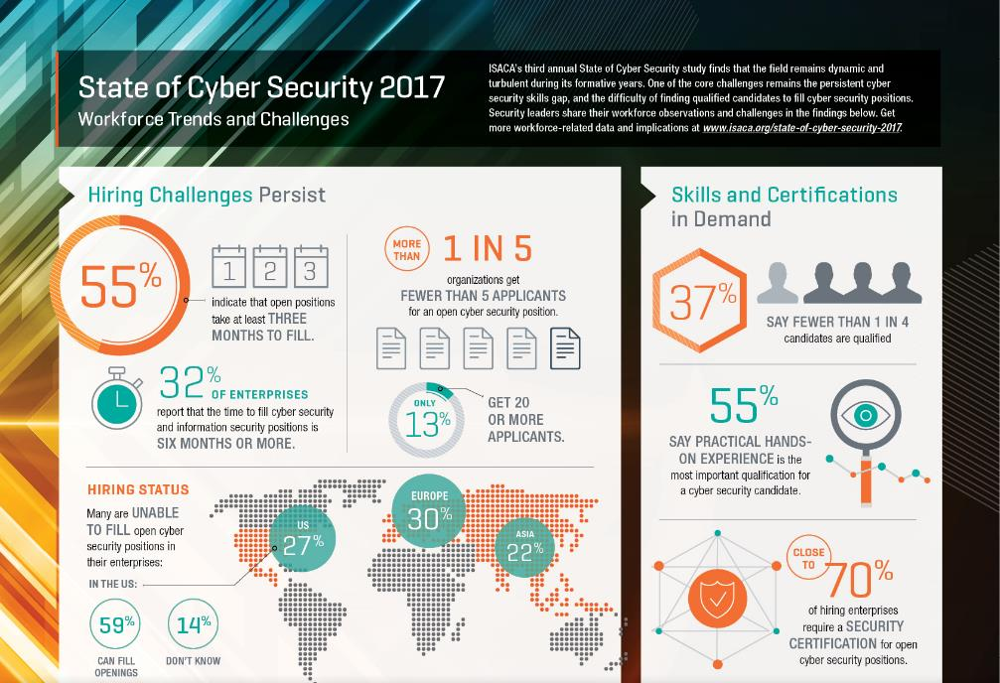 State of Cyber Security 2017
Workforce Trends and Challenges
ISACA's third annual State of Cyber Security study finds that the field remains dynamic and
turbulent during its formative years. One of the core challenges remains the persistent cyber
security skills gap, and the difficulty of finding qualified candidates to fill cyber security positions.
Security leaders share their workforce observations and challenges in the findings below. Get
more workforce-related data and implications at www.isaca.org/state-of-cyber-security-2017.
Hiring Challenges Persist
55%
1 2 3
indicate that open positions
take at least THREE
MONTHS TO FILL.
32%
OF ENTERPRISES
report that the time to fill cyber security
and information security positions is
SIX MONTHS OR MORE.
MORE
THAN
1 IN 5
organizations get
FEWER THAN 5 APPLICANTS
for an open cyber security position.
ONLY
13%
GET 20
OR MORE
APPLICANTS.
HIRING STATUS
Many are UNABLE
TO FILL open cyber
security positions in
their enterprises:
IN THE US:
59%
CAN FILL
OPENINGS
14%
DON'T KNOW
US
27%
EUROPE
30%
ASIA
22%
Skills and Certifications
in Demand
37%
SAY FEWER THAN 1 IN 4
candidates are qualified
55%
SAY PRACTICAL HANDS-
ON EXPERIENCE is the
most important qualification for
a cyber security candidate.
CLOSE
TO
70%
of hiring enterprises
require a SECURITY
CERTIFICATION for open
cyber security positions.